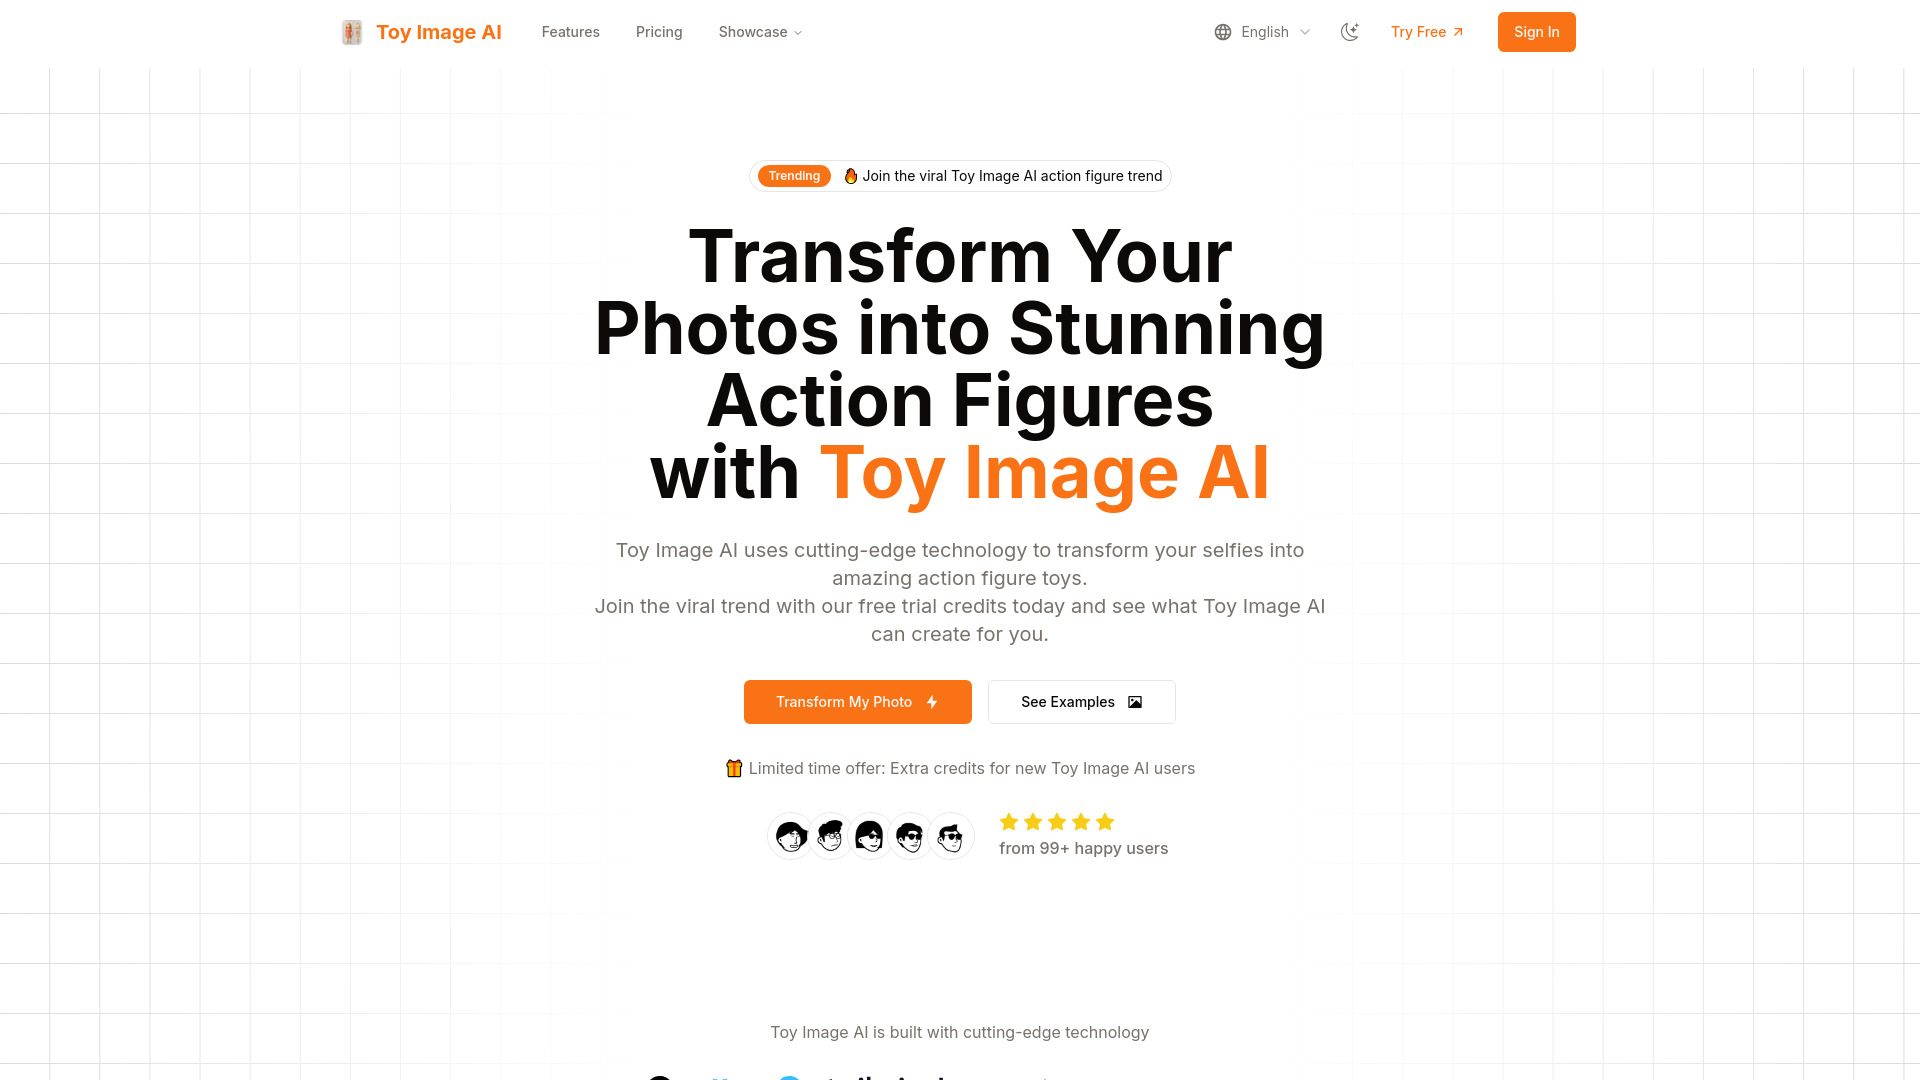 Toy Image AI
Features
Pricing
Showcase
English
Try Free
Sign In
Trending
🔥 Join the viral Toy Image AI action figure trend
Transform Your
Photos into Stunning
Action Figures
with Toy Image AI
Toy Image AI uses cutting-edge technology to transform your selfies into
amazing action figure toys.
Join the viral trend with our free trial credits today and see what Toy Image AI
can create for you.
Transform My Photo
See Examples
🎁 Limited time offer: Extra credits for new Toy Image AI users
from 99+ happy users
Toy Image AI is built with cutting-edge technology